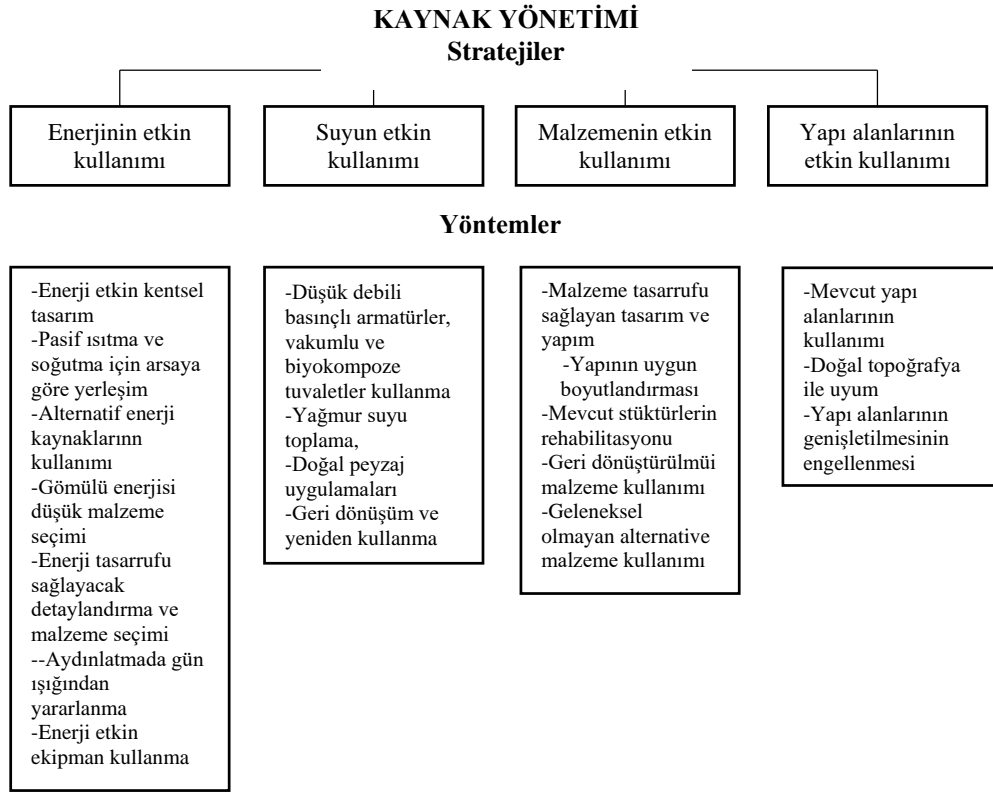 KAYNAK YÖNETİMİ
Stratejiler
Enerjinin etkin
kullanımı
Suyun etkin
kullanımı
Malzemenin etkin
kullanımı
Yapı alanlarının
etkin kullanımı
Yöntemler
-Enerji etkin kentsel
tasarım
-Pasif ısıtma ve
soğutma için arsaya
göre yerleşim
-Alternatif enerji
kaynaklarınn
kullanımı
-Gömülü enerjisi
düşük malzeme
seçimi
-Enerji tasarrufu
sağlayacak
detaylandırma ve
malzeme seçimi
--Aydınlatmada gün
ışığından
yararlanma
-Enerji etkin
ekipman kullanma
-Düşük debili
basınçlı armatürler,
vakumlu ve
biyokompoze
tuvaletler kullanma
-Yağmur suyu
toplama,
-Doğal peyzaj
uygulamaları
-Geri dönüşüm ve
yeniden kullanma
-Malzeme tasarrufu
sağlayan tasarım ve
yapım
-Yapının uygun
boyutlandırması
-Mevcut stüktürlerin
rehabilitasyonu
-Geri dönüştürülmüi
malzeme kullanımı
-Geleneksel
olmayan alternative
malzeme kullanımı
-Mevcut yapı
alanlarının
kullanımı
-Doğal topoğrafya
ile uyum
-Yapı alanlarının
genişletilmesinin
engellenmesi